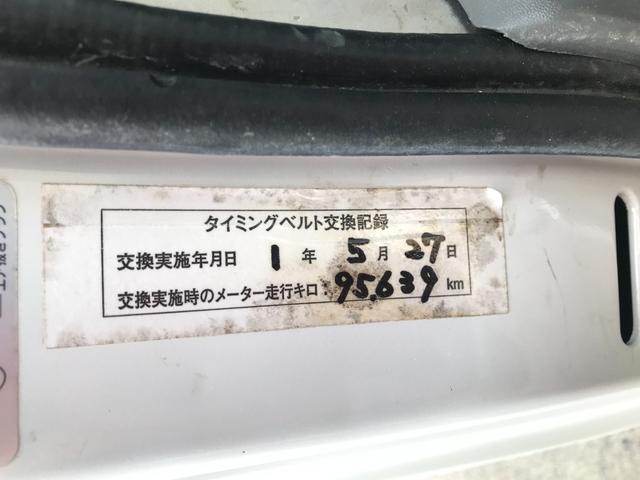 タイミングベルト交換記録
交換実施年月日 1 年 5 月 27 日
交換実施時のメーター走行キロ: 95,639 km